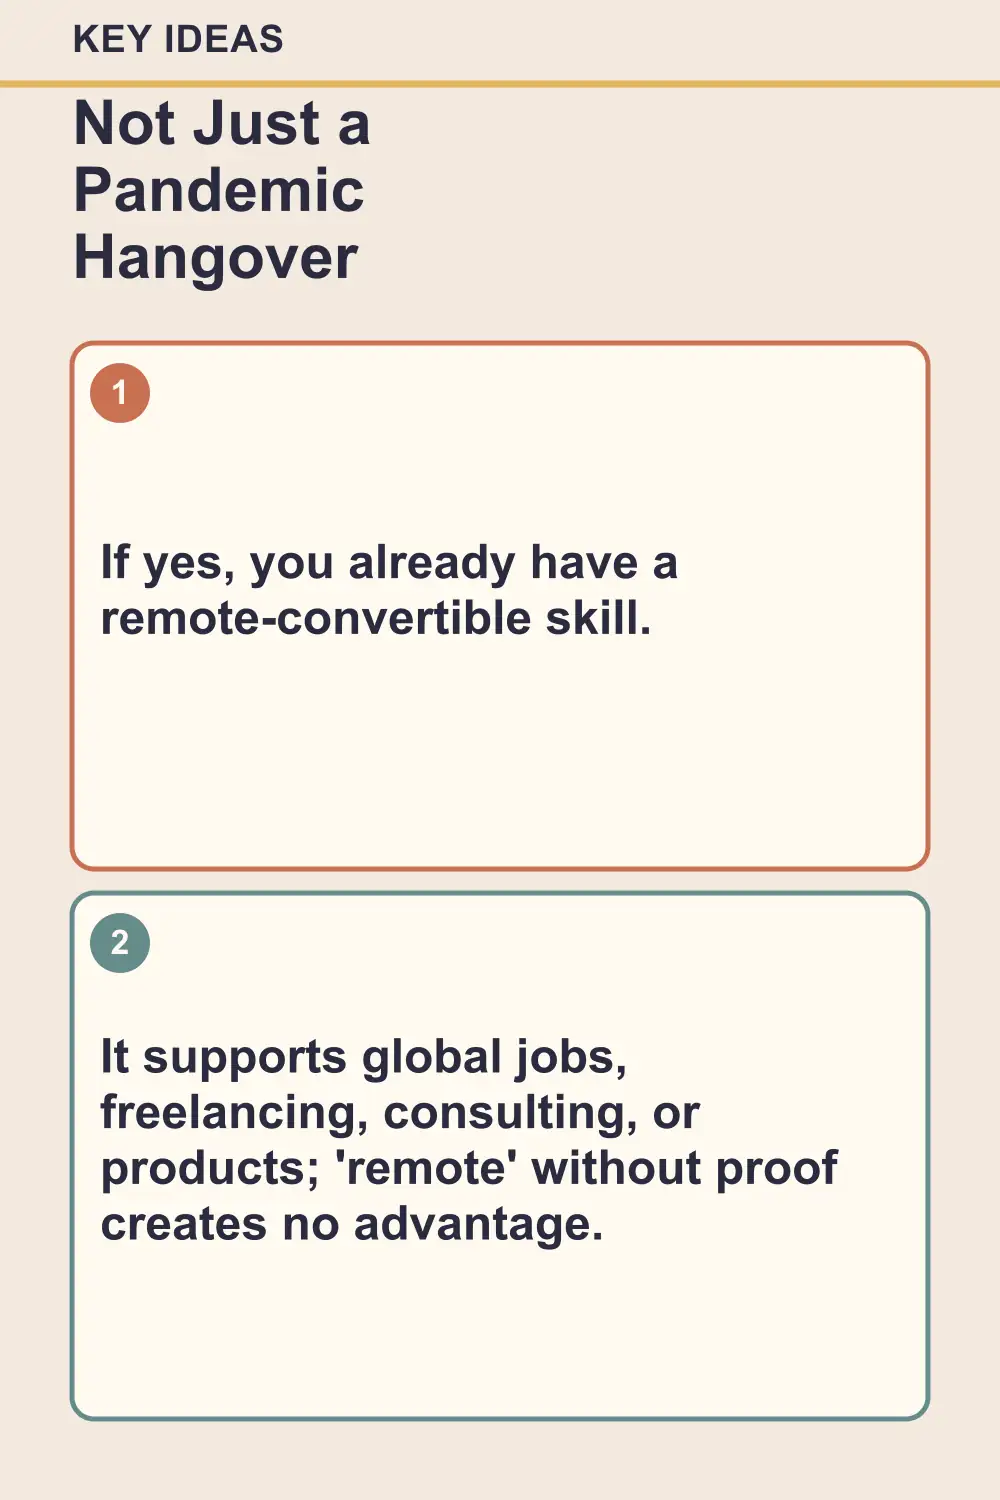 KEY IDEAS
Not Just a
Pandemic
Hangover
1
If yes, you already have a
remote-convertible skill.
2
It supports global jobs,
freelancing, consulting, or
products; 'remote' without proof
creates no advantage.